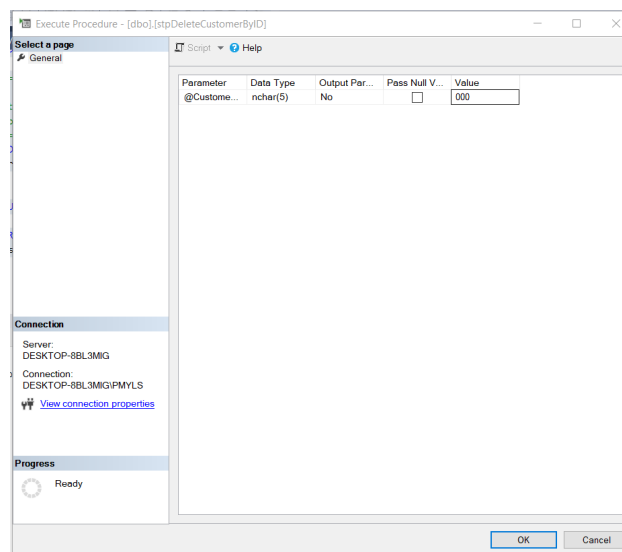 Execute Procedure - [dbo].[stpDeleteCustomerByID]
Select a page
General
Script Help
Parameter Data Type Output Par... Pass Null V... Value
@Custome... nchar(5) No 000
Connection
Server:
DESKTOP-8BL3MIG
Connection:
DESKTOP-8BL3MIG\PMYLS
View connection properties
Progress
Ready
OK Cancel